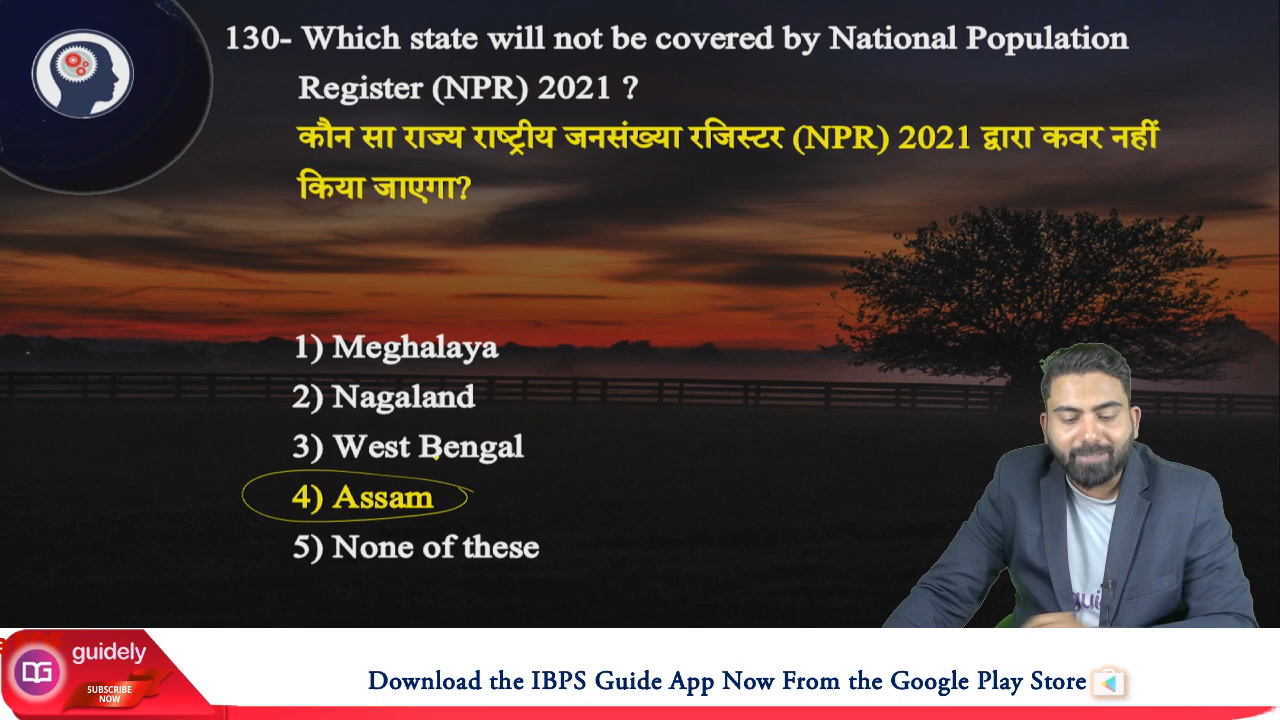 130- Which state will not be covered by National Population
Register (NPR) 2021 ?
कौन सा राज्य राष्ट्रीय जनसंख्या रजिस्टर (NPR) 2021 द्वारा कवर नहीं
किया जाएगा?
1) Meghalaya
2) Nagaland
3) West Bengal
4) Assam
5) None of these
guidely
SUBSCRIBE
NOW
Download the IBPS Guide App Now From the Google Play Store